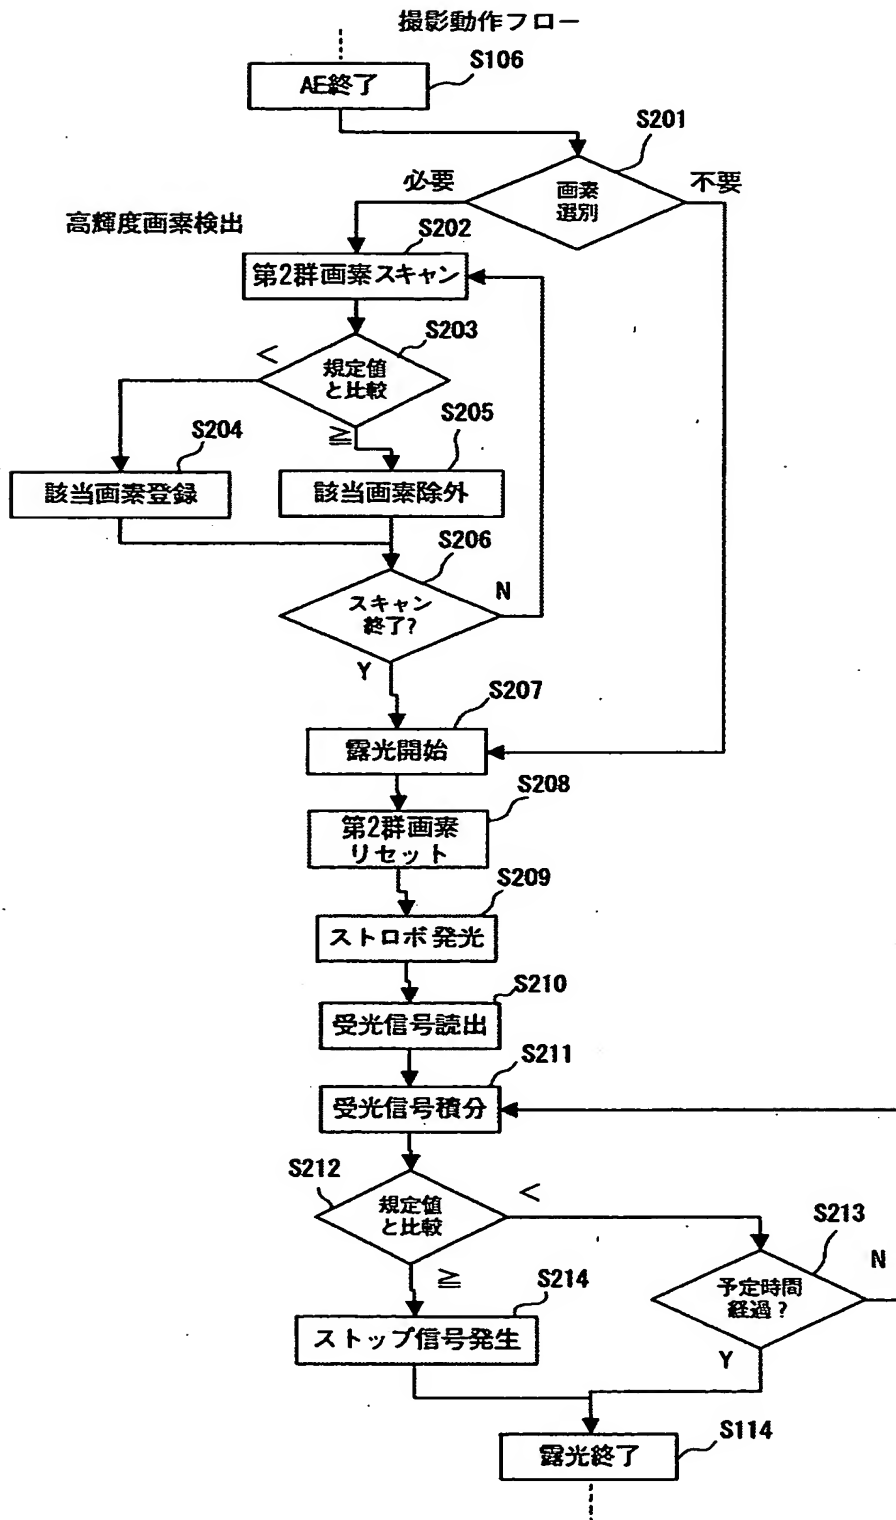 撮影動作フロー
S106
AE終了
S201
画素
選別
必要
不要
高輝度画素検出
S202
第2群画素スキャン
S203
規定値
と比較
<
≧
S204
該当画素登録
S205
該当画素除外
S206
スキャン
終了?
N
Y
S207
露光開始
S208
第2群画素
リセット
S209
ストロボ発光
S210
受光信号読出
S211
受光信号積分
S212
規定値
と比較
<
≧
S213
予定時間
経過?
N
Y
S214
ストップ信号発生
S114
露光終了